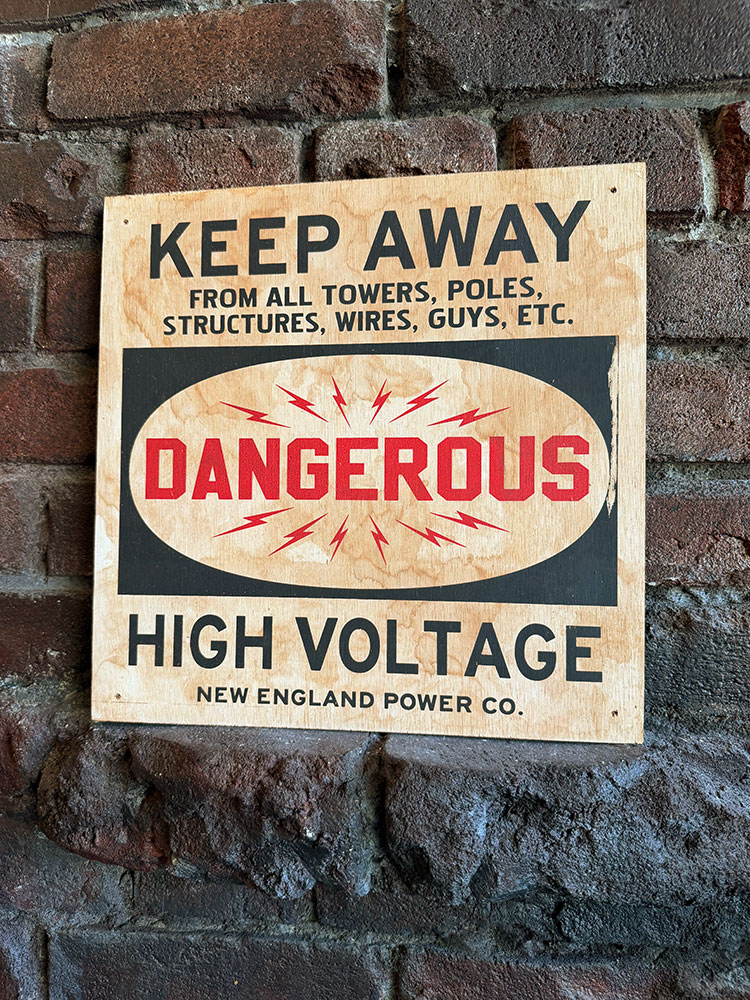 KEEP AWAY
FROM ALL TOWERS, POLES,
STRUCTURES, WIRES, GUYS, ETC.
DANGEROUS
HIGH VOLTAGE
NEW ENGLAND POWER CO.